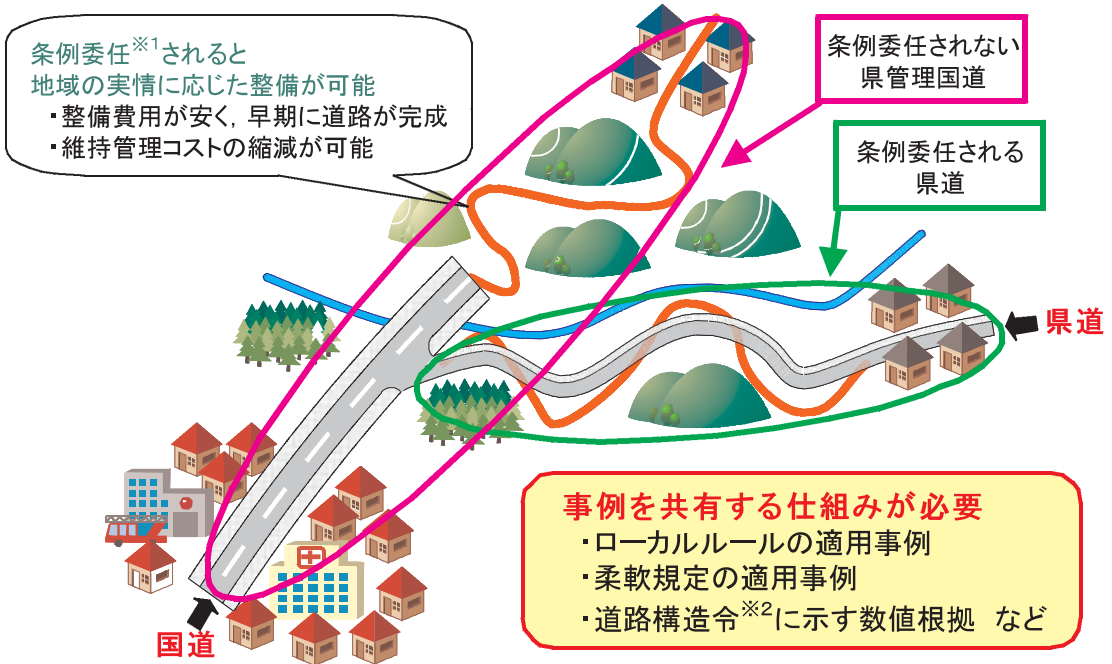 条例委任※1されると
地域の実情に応じた整備が可能
・整備費用が安く，早期に道路が完成
・維持管理コストの縮減が可能
条例委任されない
県管理国道
条例委任される
県道
県道
国道
事例を共有する仕組みが必要
・ローカルルールの適用事例
・柔軟規定の適用事例
・道路構造令※2に示す数値根拠　など